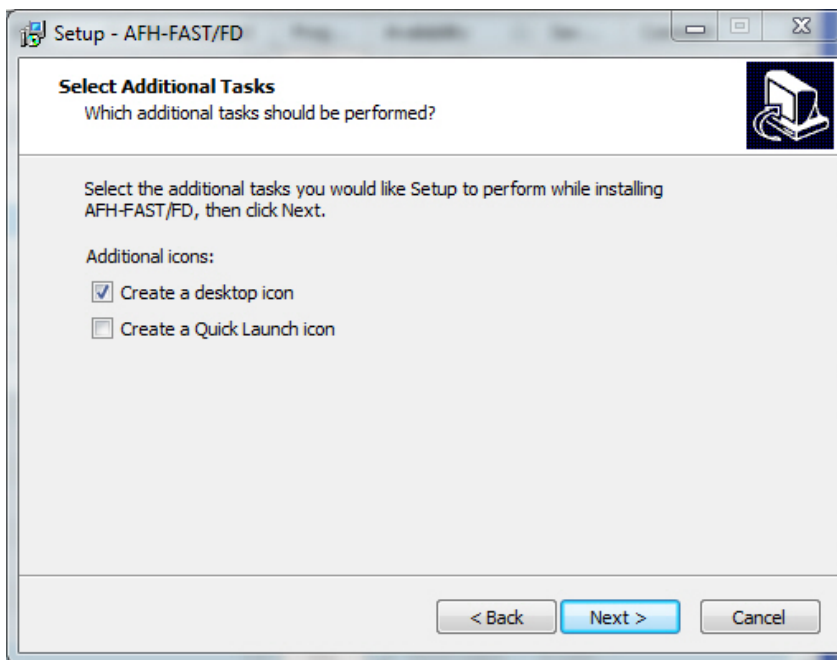 Setup - AFH-FAST/FD
Select Additional Tasks
Which additional tasks should be performed?
Select the additional tasks you would like Setup to perform while installing
AFH-FAST/FD, then click Next.
Additional icons:
Create a desktop icon
Create a Quick Launch icon
< Back
Next >
Cancel